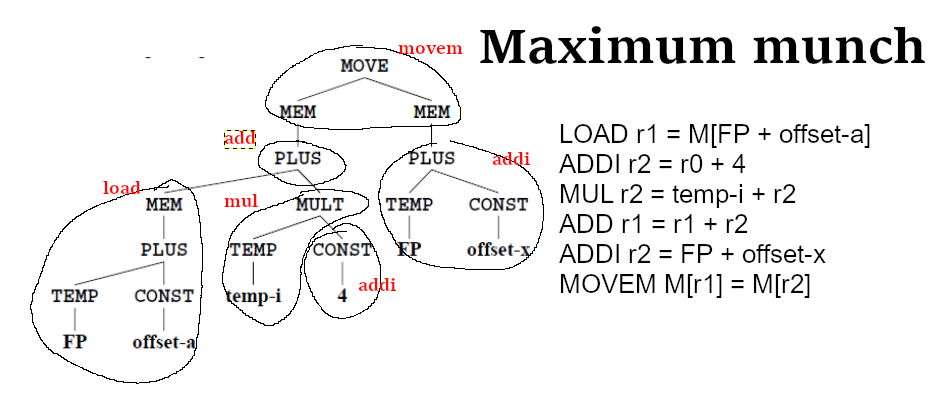 Maximum munch
movem
MOVE
MEM MEM
add
PLUS PLUS addi
load
MEM mul MULT TEMP CONST
PLUS TEMP CONST FP offset-x
TEMP CONST temp-i 4 addi
FP offset-a
LOAD r1 = M[FP + offset-a]
ADDI r2 = r0 + 4
MUL r2 = temp-i + r2
ADD r1 = r1 + r2
ADDI r2 = FP + offset-x
MOVEM M[r1] = M[r2]